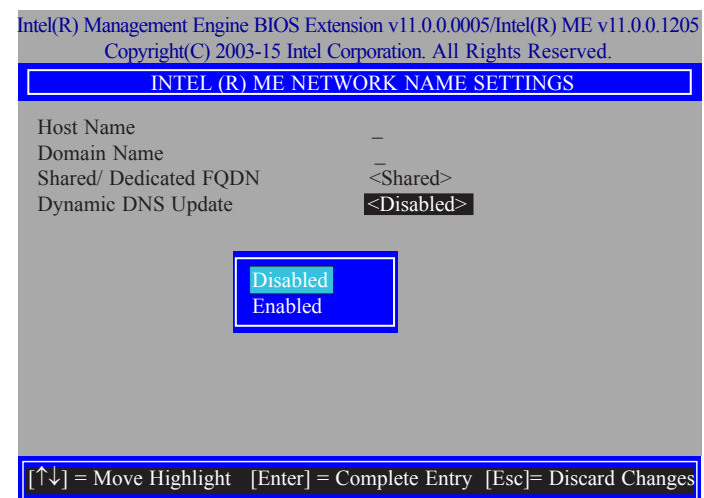 Intel(R) Management Engine BIOS Extension v11.0.0.0005/Intel(R) ME v11.0.0.1205
Copyright(C) 2003-15 Intel Corporation. All Rights Reserved.
INTEL (R) ME NETWORK NAME SETTINGS
Host Name _
Domain Name _
Shared/ Dedicated FQDN <Shared>
Dynamic DNS Update <Disabled>
Disabled
Enabled
[↑↓] = Move Highlight [Enter] = Complete Entry [Esc]= Discard Changes